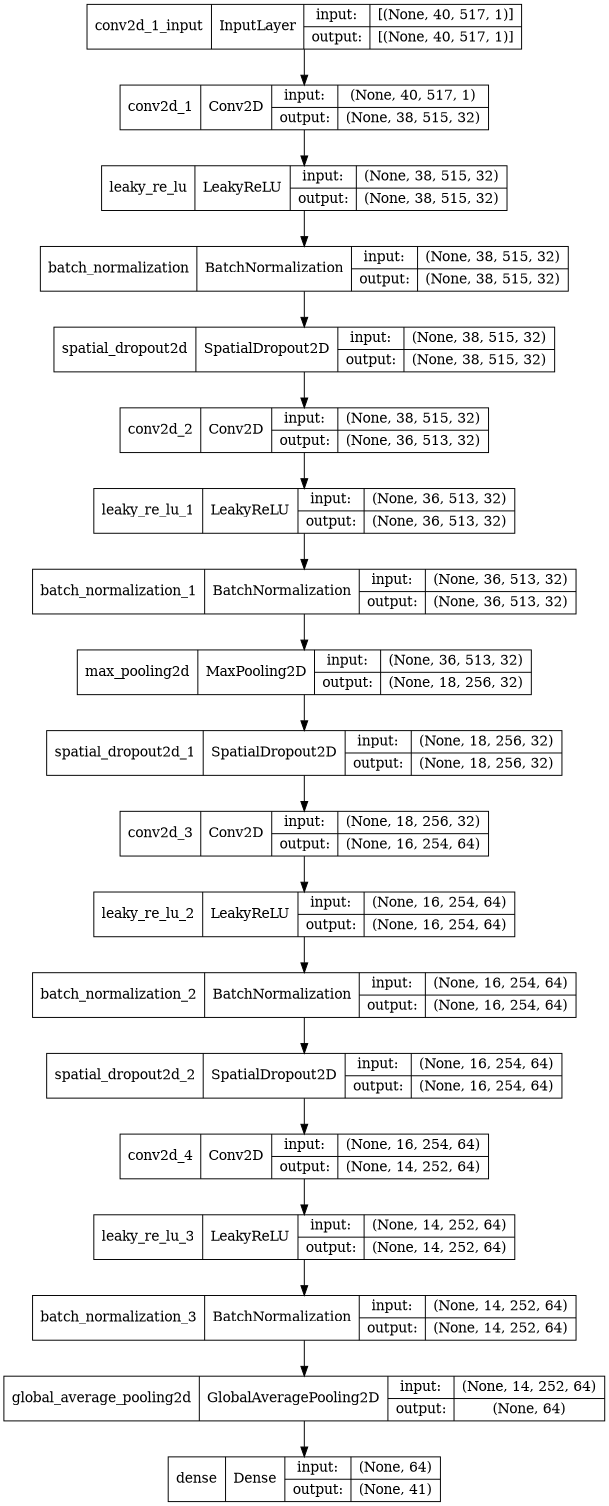 conv2d_1_input InputLayer input: [(None, 40, 517, 1)]
output: [(None, 40, 517, 1)]
conv2d_1 Conv2D input: (None, 40, 517, 1)
output: (None, 38, 515, 32)
leaky_re_lu LeakyReLU input: (None, 38, 515, 32)
output: (None, 38, 515, 32)
batch_normalization BatchNormalization input: (None, 38, 515, 32)
output: (None, 38, 515, 32)
spatial_dropout2d SpatialDropout2D input: (None, 38, 515, 32)
output: (None, 38, 515, 32)
conv2d_2 Conv2D input: (None, 38, 515, 32)
output: (None, 36, 513, 32)
leaky_re_lu_1 LeakyReLU input: (None, 36, 513, 32)
output: (None, 36, 513, 32)
batch_normalization_1 BatchNormalization input: (None, 36, 513, 32)
output: (None, 36, 513, 32)
max_pooling2d MaxPooling2D input: (None, 36, 513, 32)
output: (None, 18, 256, 32)
spatial_dropout2d_1 SpatialDropout2D input: (None, 18, 256, 32)
output: (None, 18, 256, 32)
conv2d_3 Conv2D input: (None, 18, 256, 32)
output: (None, 16, 254, 64)
leaky_re_lu_2 LeakyReLU input: (None, 16, 254, 64)
output: (None, 16, 254, 64)
batch_normalization_2 BatchNormalization input: (None, 16, 254, 64)
output: (None, 16, 254, 64)
spatial_dropout2d_2 SpatialDropout2D input: (None, 16, 254, 64)
output: (None, 16, 254, 64)
conv2d_4 Conv2D input: (None, 16, 254, 64)
output: (None, 14, 252, 64)
leaky_re_lu_3 LeakyReLU input: (None, 14, 252, 64)
output: (None, 14, 252, 64)
batch_normalization_3 BatchNormalization input: (None, 14, 252, 64)
output: (None, 14, 252, 64)
global_average_pooling2d GlobalAveragePooling2D input: (None, 14, 252, 64)
output: (None, 64)
dense Dense input: (None, 64)
output: (None, 41)